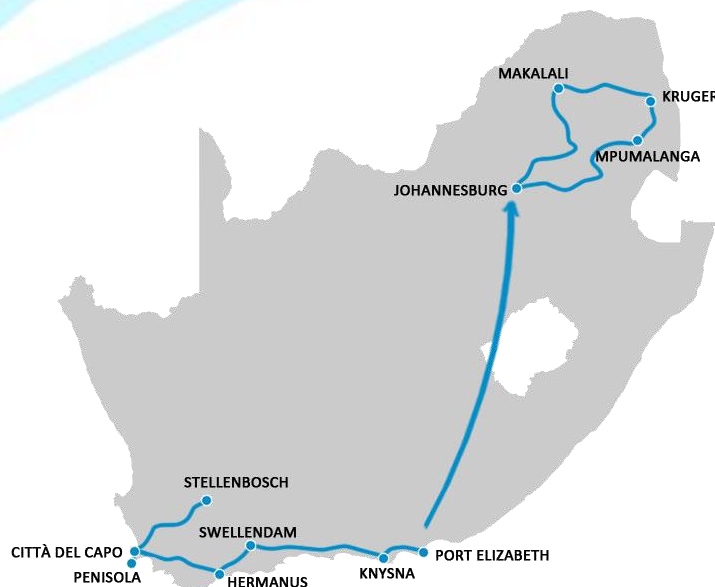 MAKALALI
KRUGER
MPUMALANGA
JOHANNESBURG
STELLENBOSCH
SWELLENDAM
CITTÀ DEL CAPO
PORT ELIZABETH
PENISOLA
KNYSNA
HERMANUS